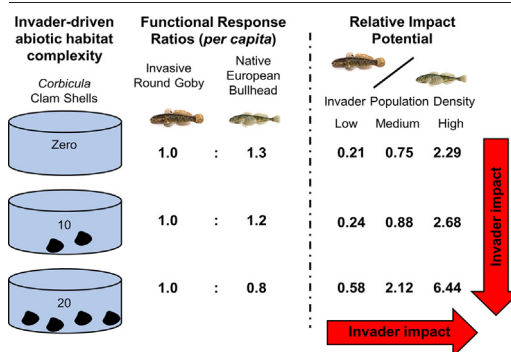 Invader-driven
abiotic habitat
complexity
Corbicula
Clam Shells
Functional Response
Ratios (per capita)
Invasive
Round Goby
Native
European
Bullhead
Relative Impact
Potential
Invader Population Density
Low Medium High
Zero
1.0 : 1.3
0.21 0.75 2.29
10
1.0 : 1.2
0.24 0.88 2.68
20
1.0 : 0.8
0.58 2.12 6.44
Invader impact
Invader impact